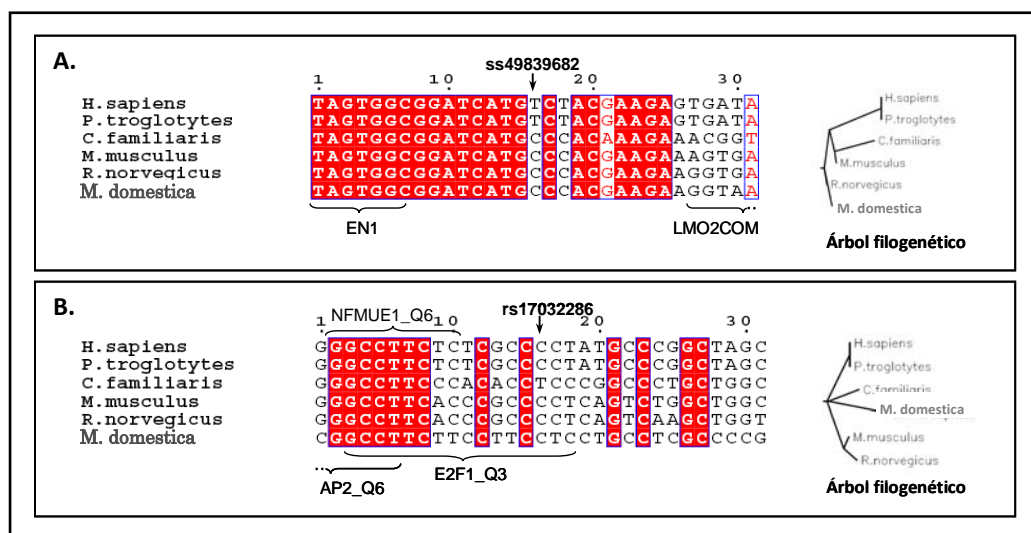 A.
ss49839682
1 10 20 30
H.sapiens TAGTGGCGGATCATGTCTACGAAGAGTGATA
P.troglotytes TAGTGGCGGATCATGTCTACGAAGAGTGATA
C.familiaris TAGTGGCGGATCATGCCCACAAAGAAACGGT
M.musculus TAGTGGCGGATCATGCCCACGAAGAAAGTGA
R.norvegicus TAGTGGCGGATCATGCCCACGAAGAAGGTGA
M. domestica TAGTGGCGGATCATGCCCACGAAGAAGGTAA
EN1 LMO2COM
H.sapiens
P.troglotytes
C.familiaris
M.musculus
R.norvegicus
M. domestica
Árbol filogenético
B.
NFMUE1_Q6 rs17032286
1 10 20 30
H.sapiens GGGCCTTCTCTCGCCCCTATGCCCGGCTAGC
P.troglotytes GGGCCTTCTCTCGCCCCTATGCCCGGCTAGC
C.familiaris GGGCCTTCCCACACCTCCCGGCCCTGCTGGC
M.musculus GGGCCTTCACCCGCCCCTCAGTCTGGCTGGC
R.norvegicus GGGCCTTCACCCGCCCCTCAGTCAAGCTGGT
M. domestica CGGCCTTCTTCCTTCCTCCTGCCTCGCCCCG
AP2_Q6 E2F1_Q3
H.sapiens
P.troglotytes
C.familiaris
M. domestica
M.musculus
R.norvegicus
Árbol filogenético